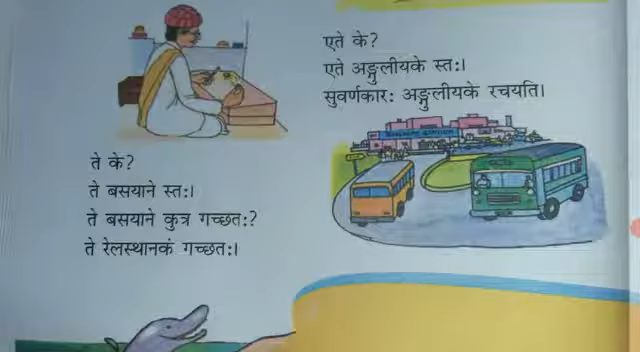 एते के?
एते अङ्गुलीयके स्तः।
सुवर्णकारः अङ्गुलीयके रचयति।
ते के?
ते बसयाने स्तः।
ते बसयाने कुत्र गच्छतः?
ते रेलस्थानकं गच्छतः।